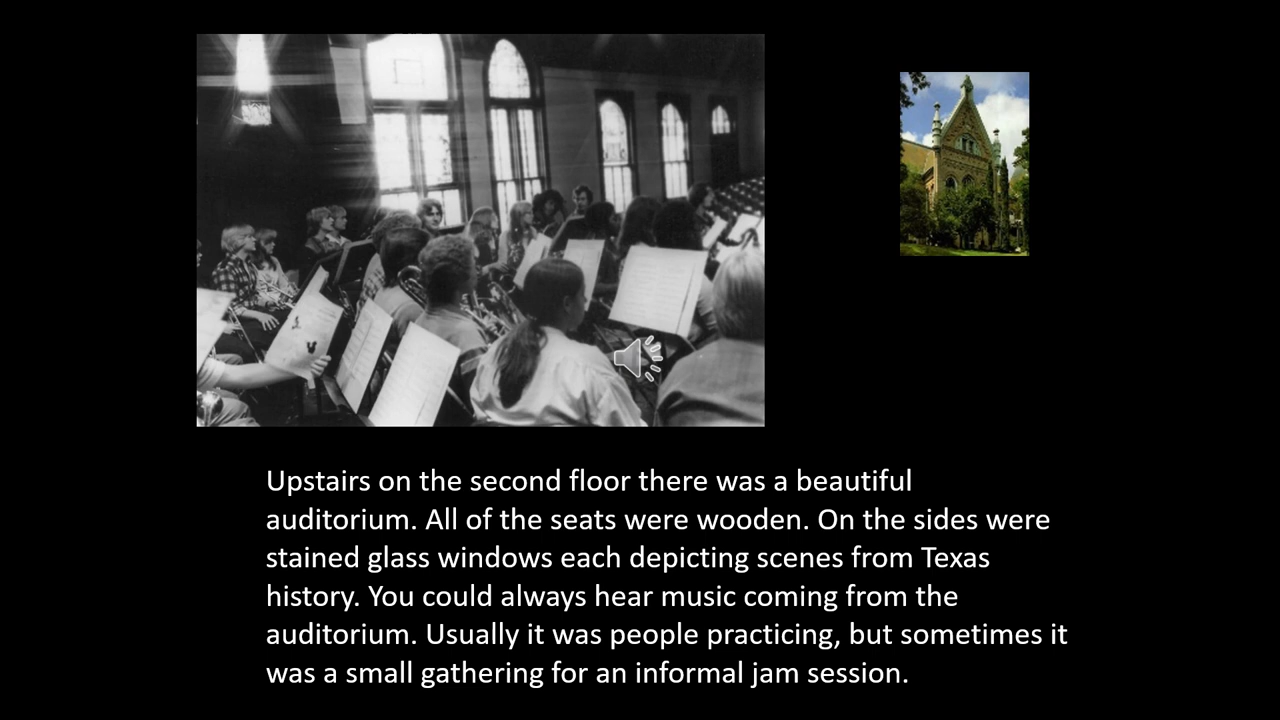 Upstairs on the second floor there was a beautiful
auditorium. All of the seats were wooden. On the sides were
stained glass windows each depicting scenes from Texas
history. You could always hear music coming from the
auditorium. Usually it was people practicing, but sometimes it
was a small gathering for an informal jam session.